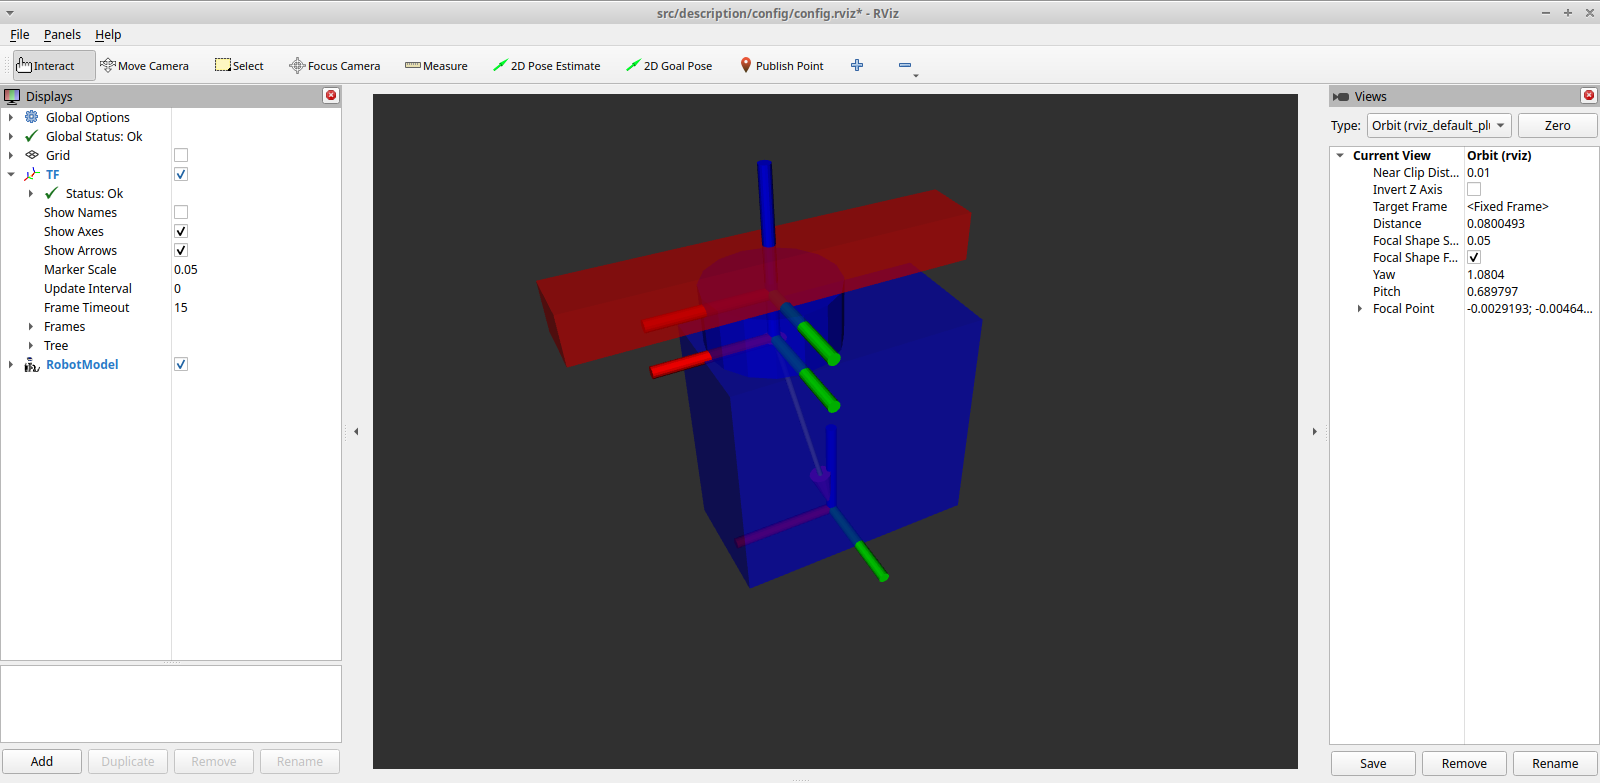 src/description/config/config.rviz* - RViz
File Panels Help
Interact Move Camera Select Focus Camera Measure 2D Pose Estimate 2D Goal Pose Publish Point
Displays
Global Options
Global Status: Ok
Grid
TF
Status: Ok
Show Names
Show Axes
Show Arrows
Marker Scale 0.05
Update Interval 0
Frame Timeout 15
Frames
Tree
RobotModel
Add Duplicate Remove Rename
Views
Type: Orbit (rviz_default_plu Zero
Current View Orbit (rviz)
Near Clip Dist... 0.01
Invert Z Axis
Target Frame <Fixed Frame>
Distance 0.0800493
Focal Shape S... 0.05
Focal Shape F...
Yaw 1.0804
Pitch 0.689797
Focal Point -0.0029193; -0.00464...
Save Remove Rename